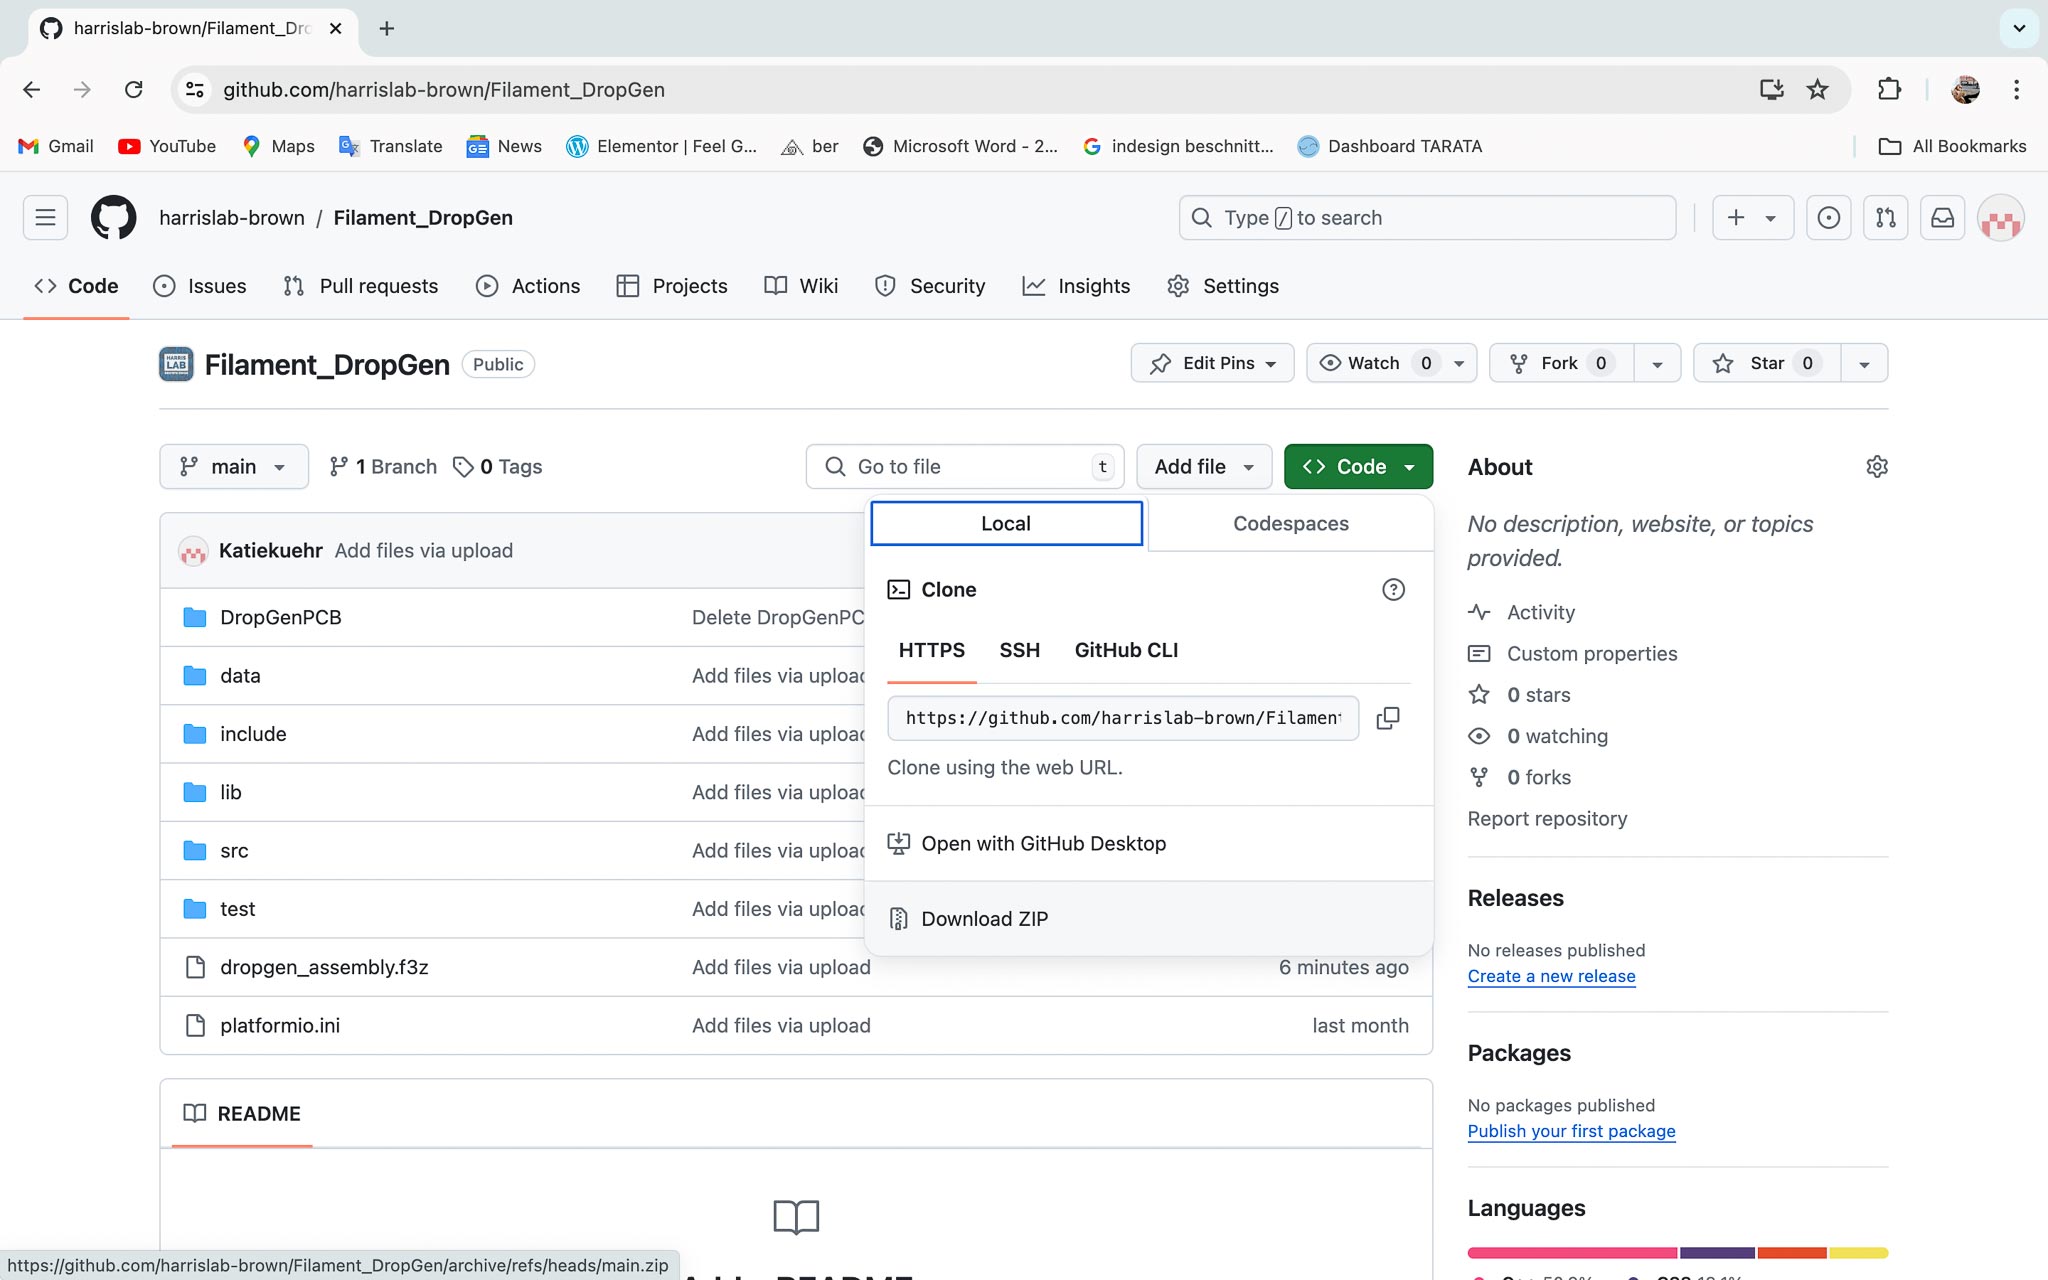 harrislab-brown/Filament_Dro
github.com/harrislab-brown/Filament_DropGen
Gmail YouTube Maps Translate News Elementor | Feel G... ber Microsoft Word - 2... indesign beschnitt... Dashboard TARATA All Bookmarks
harrislab-brown / Filament_DropGen Type / to search
Code Issues Pull requests Actions Projects Wiki Security Insights Settings
HARRIS LAB
Filament_DropGen Public Edit Pins Watch 0 Fork 0 Star 0
main 1 Branch 0 Tags Go to file t Add file Code
Katiekuehr Add files via upload
DropGenPCB Delete DropGenPC
data Add files via upload
include Add files via upload
lib Add files via upload
src Add files via upload
test Add files via upload
dropgen_assembly.f3z Add files via upload 6 minutes ago
platformio.ini Add files via upload last month
Local Codespaces
Clone
HTTPS SSH GitHub CLI
https://github.com/harrislab-brown/Filament
Clone using the web URL.
Open with GitHub Desktop
Download ZIP
README
About
No description, website, or topics
provided.
Activity
Custom properties
0 stars
0 watching
0 forks
Report repository
Releases
No releases published
Create a new release
Packages
No packages published
Publish your first package
Languages
https://github.com/harrislab-brown/Filament_DropGen/archive/refs/heads/main.zip